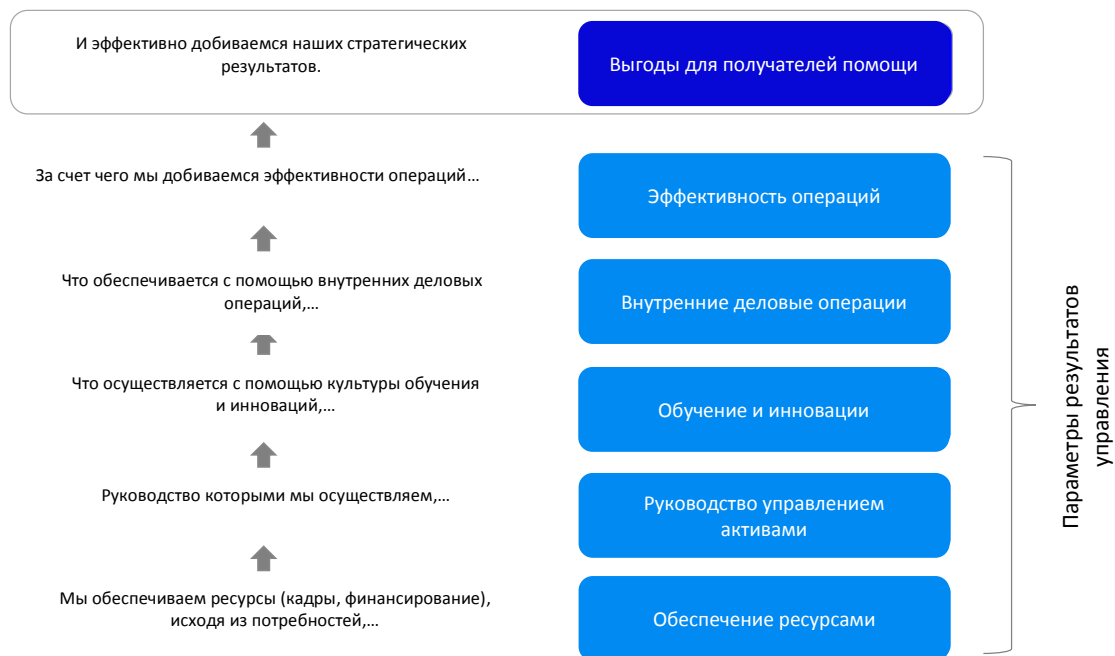 И эффективно добиваемся наших стратегических
результатов.
Выгоды для получателей помощи
За счет чего мы добиваемся эффективности операций…
Эффективность операций
Что обеспечивается с помощью внутренних деловых
операций,…
Внутренние деловые операции
Что осуществляется с помощью культуры обучения
и инноваций,…
Обучение и инновации
Руководство которыми мы осуществляем,…
Руководство управлением
активами
Мы обеспечиваем ресурсы (кадры, финансирование),
исходя из потребностей,…
Обеспечение ресурсами
Параметры результатов
управления